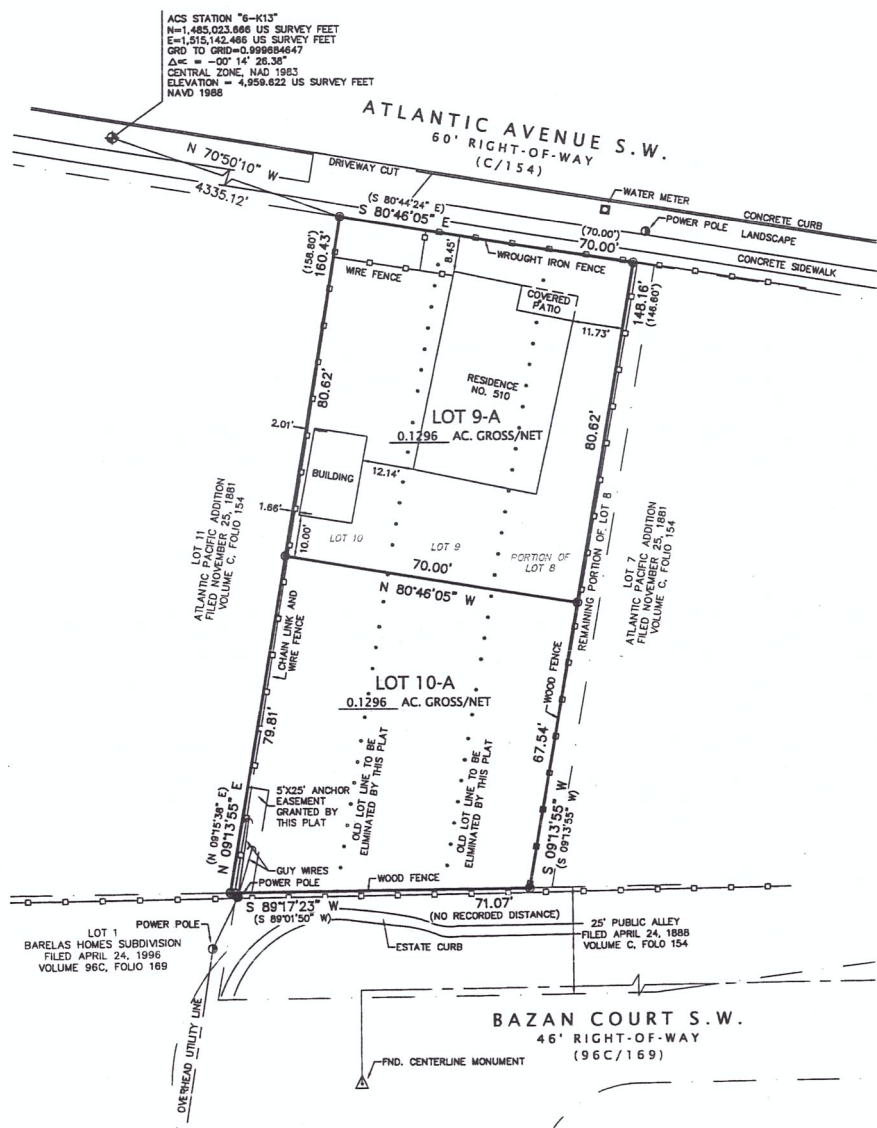 ACS STATION "6-K13"
N=1,485,023.666 US SURVEY FEET
E=1,515,142.466 US SURVEY FEET
GRD TO GRID=0.999684647
Δ∝ = -00° 14' 26.38"
CENTRAL ZONE, NAD 1983
ELEVATION = 4,959.622 US SURVEY FEET
NAVD 1988
ATLANTIC AVENUE S.W.
60' RIGHT-OF-WAY
(C/154)
N 70°50'10" W
4335.12'
DRIVEWAY CUT
(S 80°44'24" E)
S 80°46'05" E
WATER METER
CONCRETE CURB
POWER POLE
LANDSCAPE
(70.00')
70.00'
CONCRETE SIDEWALK
WROUGHT IRON FENCE
8.45'
(158.80')
160.43'
WIRE FENCE
COVERED
PATIO
148.16'
(146.60')
11.73'
80.62'
RESIDENCE
NO. 510
80.62'
LOT 9-A
0.1296 AC. GROSS/NET
2.01'
BUILDING
12.14'
1.66'
10.00'
LOT 10
LOT 9
PORTION OF
LOT 8
70.00'
N 80°46'05" W
LOT 11
ATLANTIC PACIFIC ADDITION
FILED NOVEMBER 25, 1881
VOLUME C, FOLIO 154
REMAINING PORTION OF LOT 8
LOT 7
ATLANTIC PACIFIC ADDITION
FILED NOVEMBER 25, 1881
VOLUME C, FOLIO 154
CHAIN LINK AND
WIRE FENCE
LOT 10-A
0.1296 AC. GROSS/NET
WOOD FENCE
79.81'
67.54'
OLD LOT LINE TO BE
ELIMINATED BY THIS PLAT
OLD LOT LINE TO BE
ELIMINATED BY THIS PLAT
5'X25' ANCHOR
EASEMENT
GRANTED BY
THIS PLAT
(N 09°15'38" E)
N 09°13'55" E
S 09°13'55" W
(S 09°13'55" W)
GUY WIRES
POWER POLE
WOOD FENCE
S 89°17'23" W
71.07'
(S 89°01'50" W)
(NO RECORDED DISTANCE)
POWER POLE
LOT 1
BARELAS HOMES SUBDIVISION
FILED APRIL 24, 1996
VOLUME 96C, FOLIO 169
ESTATE CURB
25' PUBLIC ALLEY
FILED APRIL 24, 1888
VOLUME C, FOLO 154
OVERHEAD UTILITY LINE
BAZAN COURT S.W.
46' RIGHT-OF-WAY
(96C/169)
FND. CENTERLINE MONUMENT